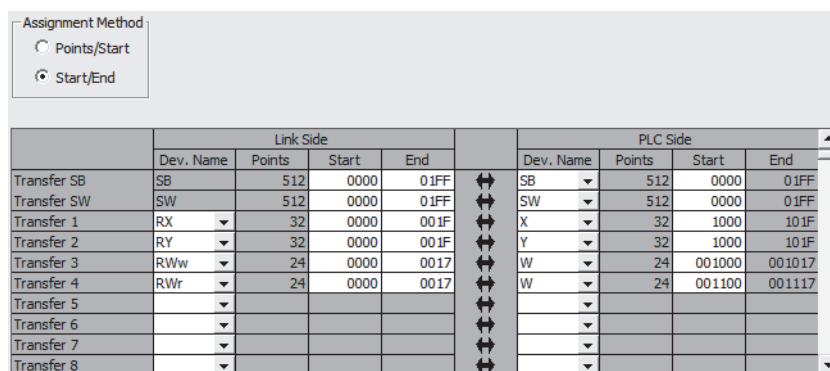 Assignment Method
Points/Start
Start/End
Link Side PLC Side
Dev. Name Points Start End Dev. Name Points Start End
Transfer SB SB 512 0000 01FF SB 512 0000 01FF
Transfer SW SW 512 0000 01FF SW 512 0000 01FF
Transfer 1 RX 32 0000 001F X 32 1000 101F
Transfer 2 RY 32 0000 001F Y 32 1000 101F
Transfer 3 RWw 24 0000 0017 W 24 001000 001017
Transfer 4 RWr 24 0000 0017 W 24 001100 001117
Transfer 5
Transfer 6
Transfer 7
Transfer 8